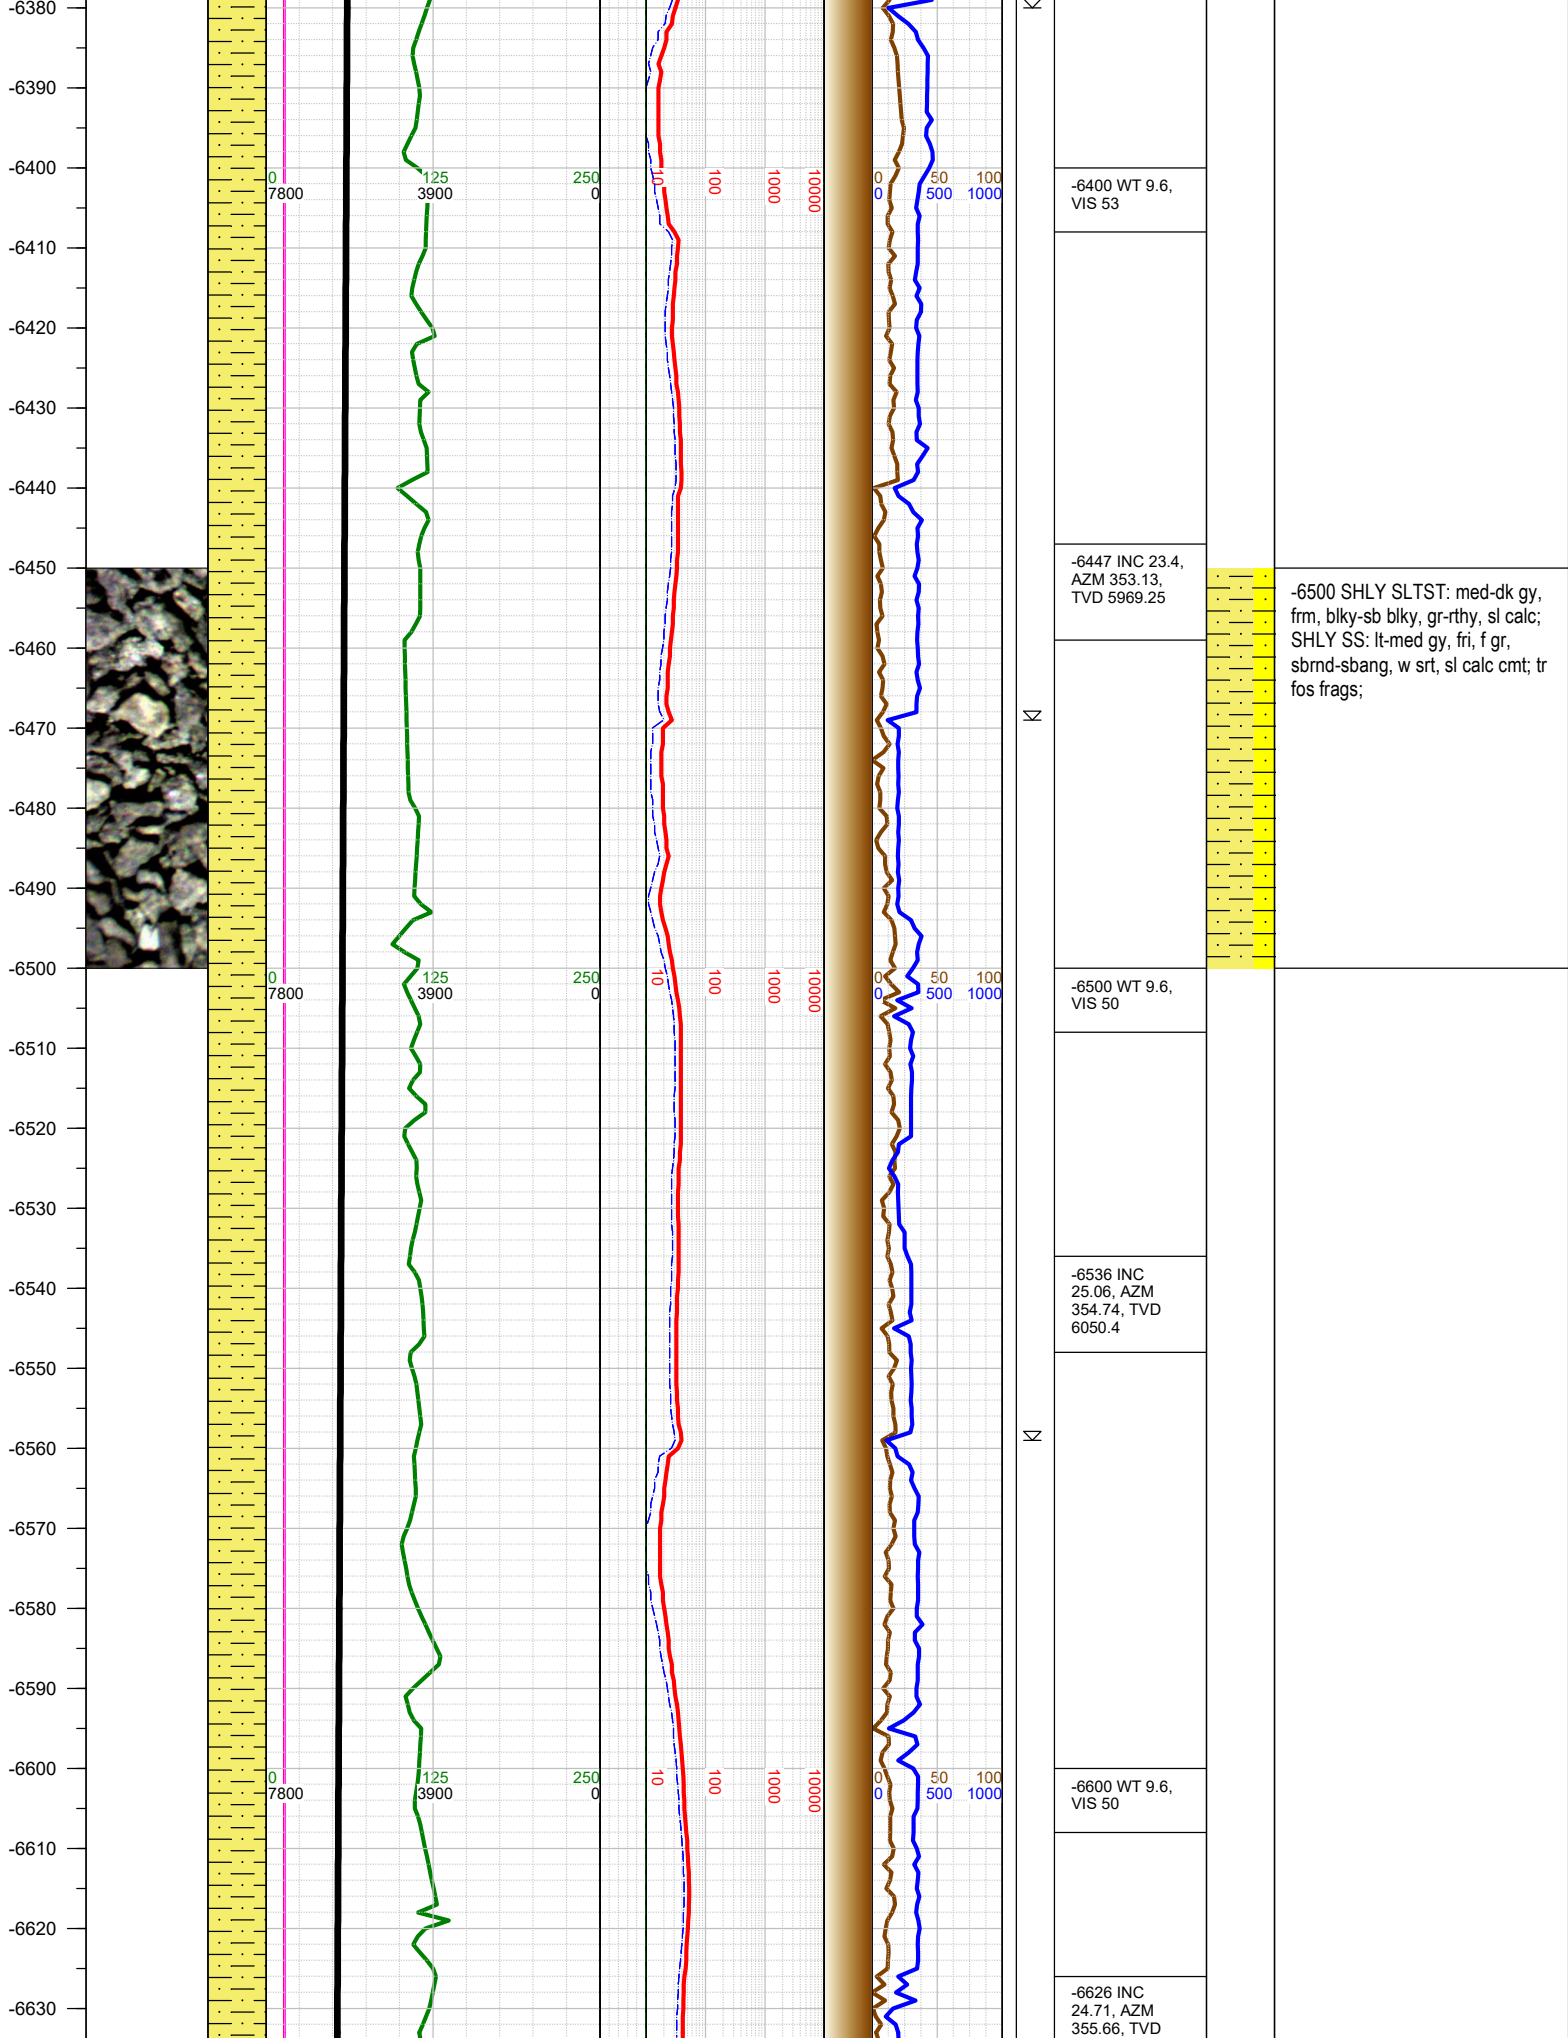 -6380
-6390
-6400
0 125 250
7800 3900 0
10 100 1000 10000
0 50 100
0 500 1000
-6400 WT 9.6,
VIS 53
-6410
-6420
-6430
-6440
-6447 INC 23.4,
AZM 353.13,
TVD 5969.25
-6450
-6500 SHLY SLTST: med-dk gy,
frm, blky-sb blky, gr-rthy, sl calc;
SHLY SS: lt-med gy, fri, f gr,
sbrnd-sbang, w srt, sl calc cmt; tr
fos frags;
-6460
-6470
-6480
-6490
-6500
0 125 250
7800 3900 0
10 100 1000 10000
0 50 100
0 500 1000
-6500 WT 9.6,
VIS 50
-6510
-6520
-6530
-6536 INC
25.06, AZM
354.74, TVD
6050.4
-6540
-6550
-6560
-6570
-6580
-6590
-6600
0 125 250
7800 3900 0
10 100 1000 10000
0 50 100
0 500 1000
-6600 WT 9.6,
VIS 50
-6610
-6620
-6626 INC
24.71, AZM
355.66, TVD
-6630